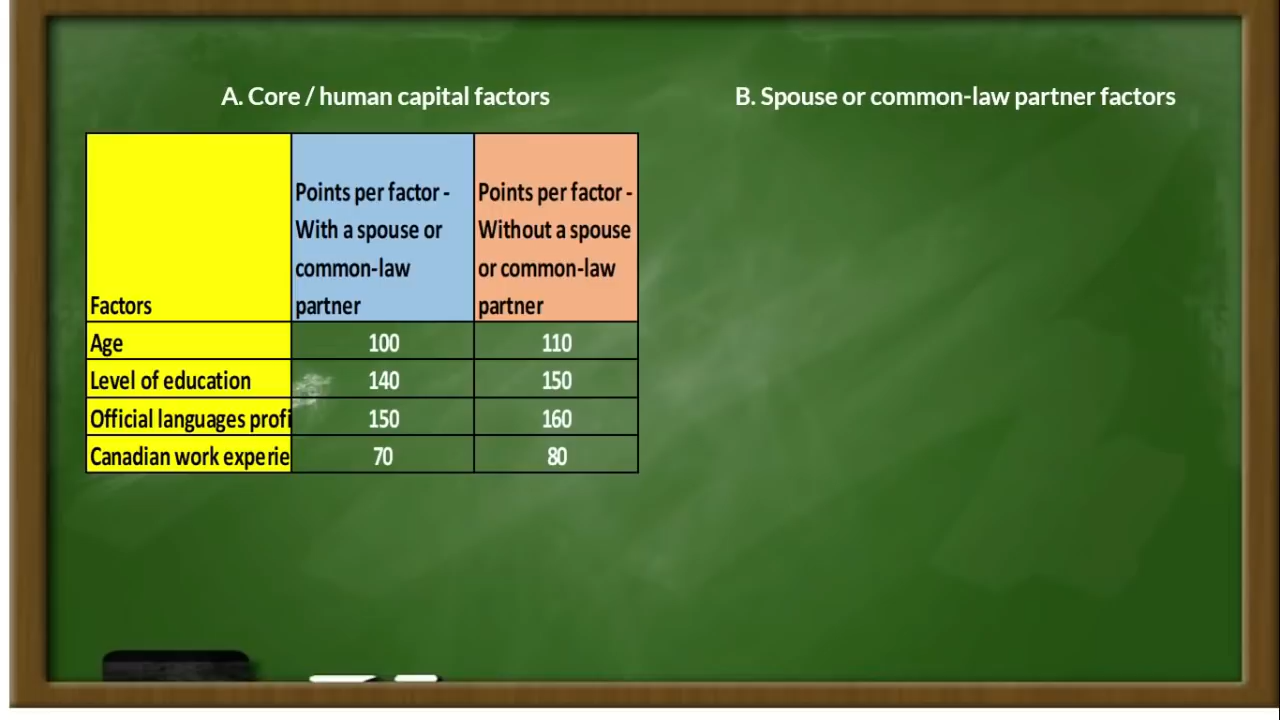 A. Core / human capital factors
B. Spouse or common-law partner factors
Factors
Points per factor -
With a spouse or
common-law
partner
Points per factor -
Without a spouse
or common-law
partner
Age 100 110
Level of education 140 150
Official languages profi 150 160
Canadian work experie 70 80